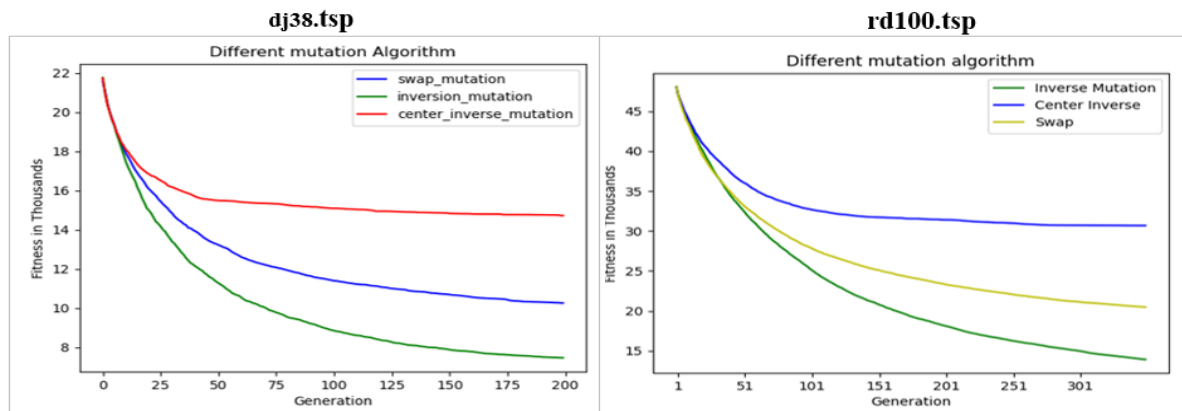 dj38.tsp
Different mutation Algorithm
swap_mutation
inversion_mutation
center_inverse_mutation
Fitness in Thousands
22
20
18
16
14
12
10
8
0 25 50 75 100 125 150 175 200
Generation
rd100.tsp
Different mutation algorithm
Inverse Mutation
Center Inverse
Swap
Fitness in Thousands
45
40
35
30
25
20
15
1 51 101 151 201 251 301
Generation